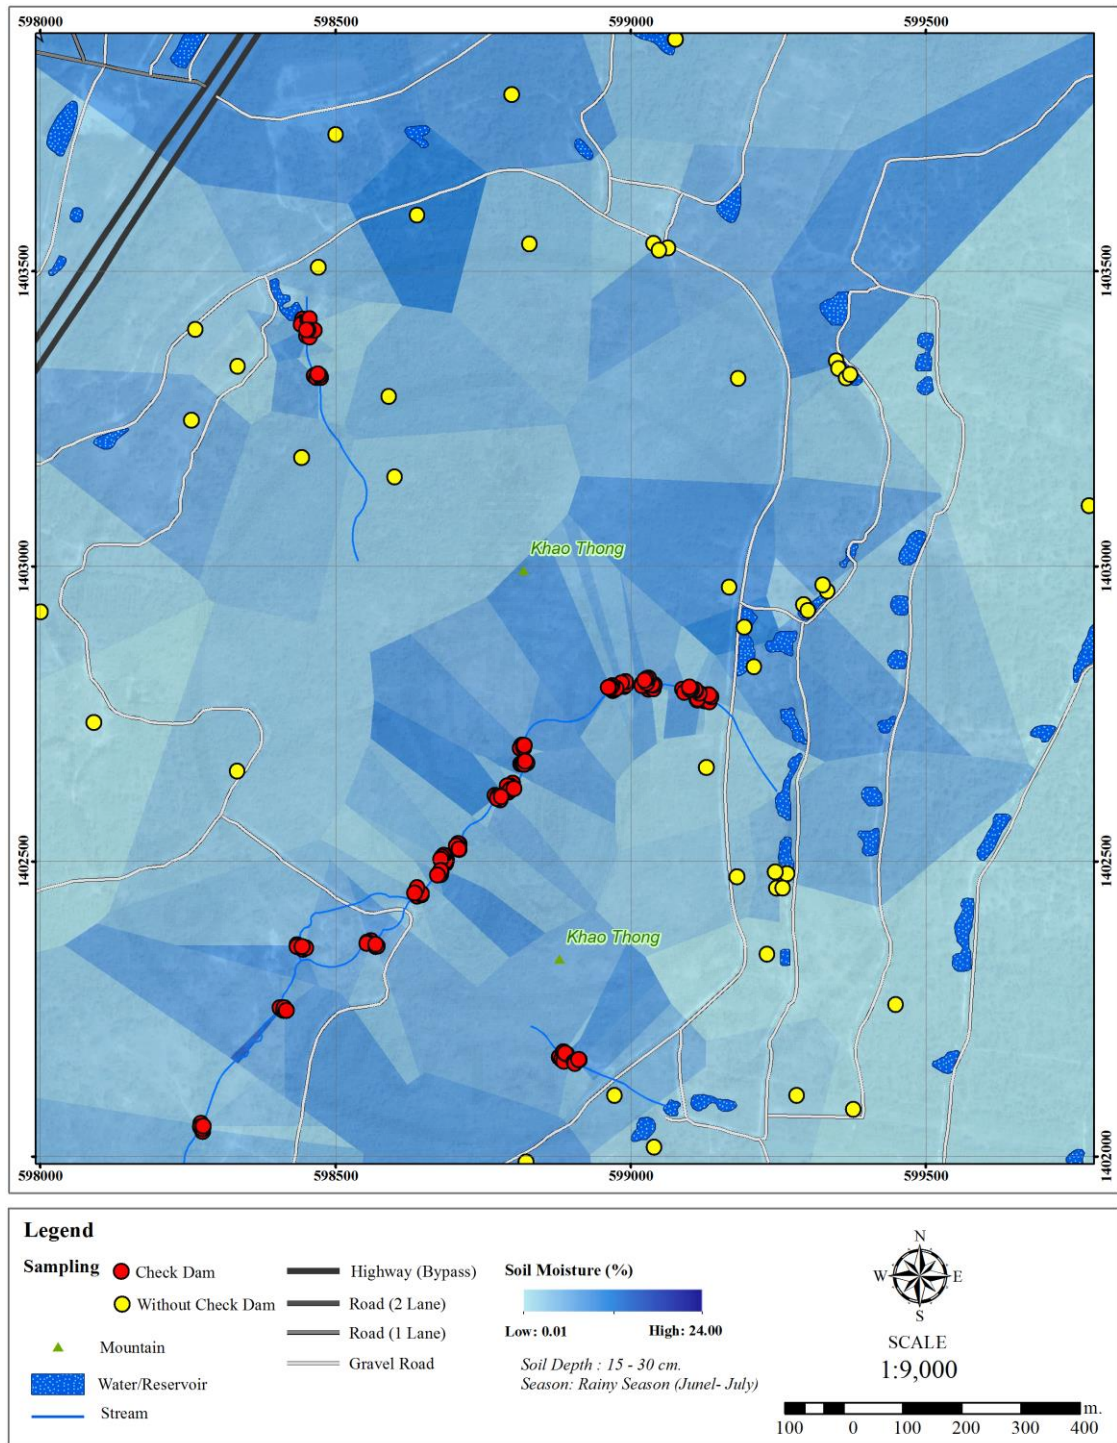 598000 598500 599000 599500
1403500 1403500
1403000 1403000
1402500 1402500
1402000 1402000
Khao Thong
Khao Thong
598000 598500 599000 599500
Legend
Sampling
Check Dam
Without Check Dam
Mountain
Water/Reservoir
Stream
Highway (Bypass)
Road (2 Lane)
Road (1 Lane)
Gravel Road
Soil Moisture (%)
Low: 0.01 High: 24.00
Soil Depth : 15 - 30 cm.
Season: Rainy Season (Junel- July)
N
W E
S
SCALE
1:9,000
m.
100 0 100 200 300 400